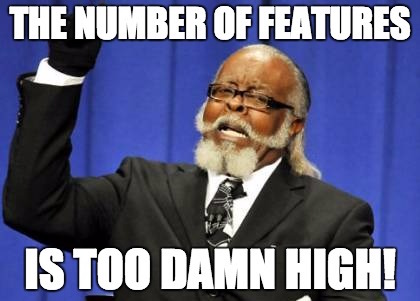 THE NUMBER OF FEATURES
IS TOO DAMN HIGH!